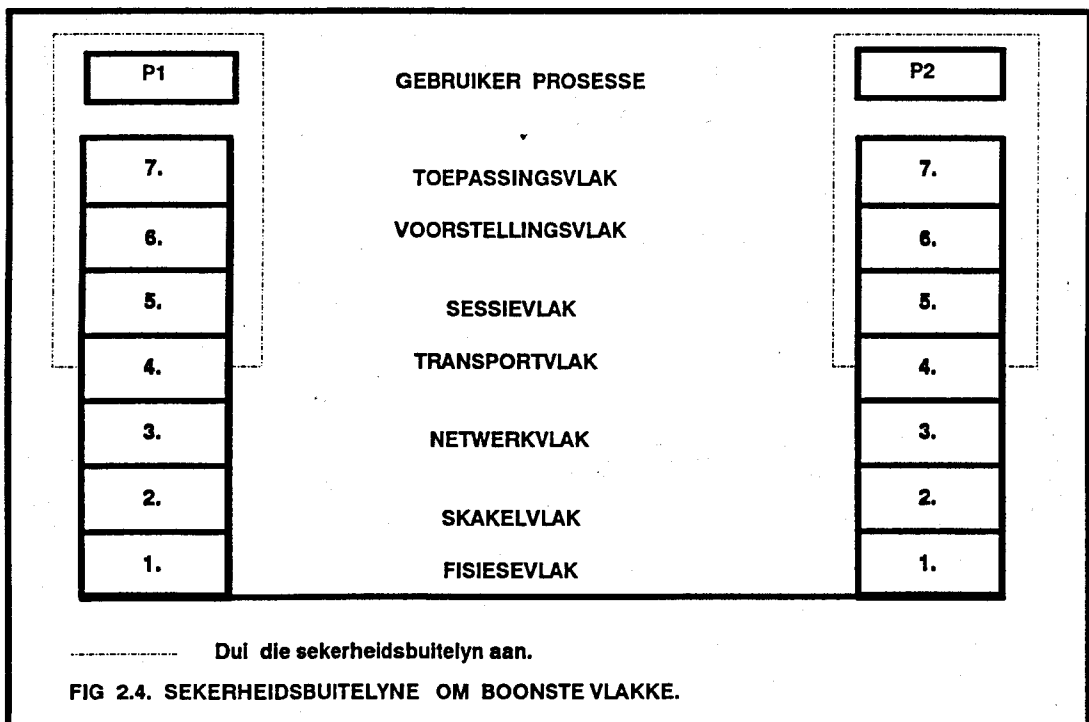 P1 GEBRUIKER PROSESSE P2
7. TOEPASSINGSVLAK 7.
6. VOORSTELLINGSVLAK 6.
5. SESSIEVLAK 5.
4. TRANSPORTVLAK 4.
3. NETWERKVLAK 3.
2. SKAKELVLAK 2.
1. FISIESEVLAK 1.
Dui die sekerheidsbuitelyn aan.
FIG 2.4. SEKERHEIDSBUITELYNE OM BOONSTE VLAKKE.